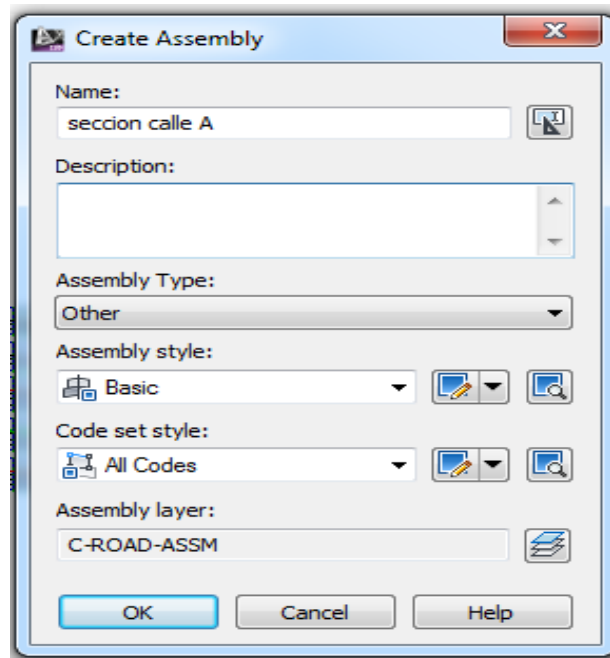 Create Assembly
Name:
seccion calle A
Description:
Assembly Type:
Other
Assembly style:
Basic
Code set style:
All Codes
Assembly layer:
C-ROAD-ASSM
OK Cancel Help